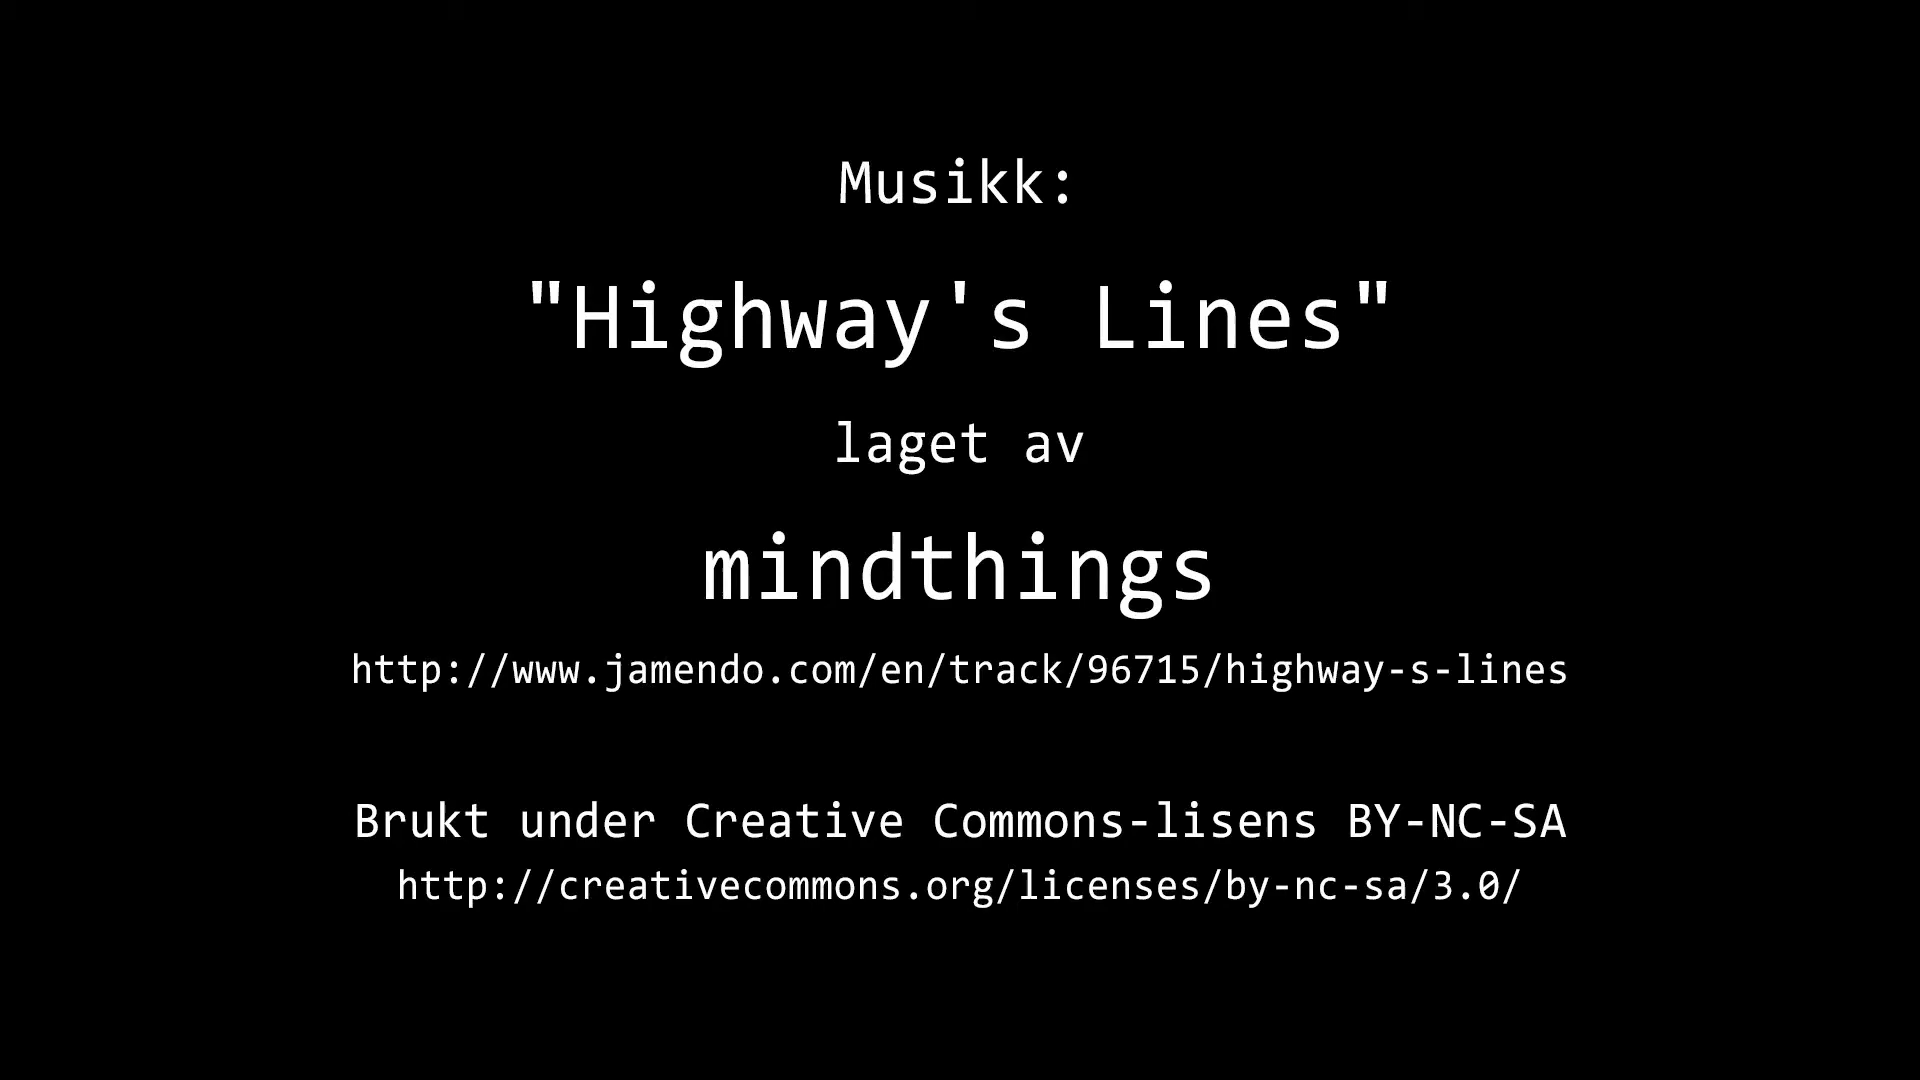 Musikk:
"Highway's Lines"
laget av
mindthings
http://www.jamendo.com/en/track/96715/highway-s-lines
Brukt under Creative Commons-lisens BY-NC-SA
http://creativecommons.org/licenses/by-nc-sa/3.0/